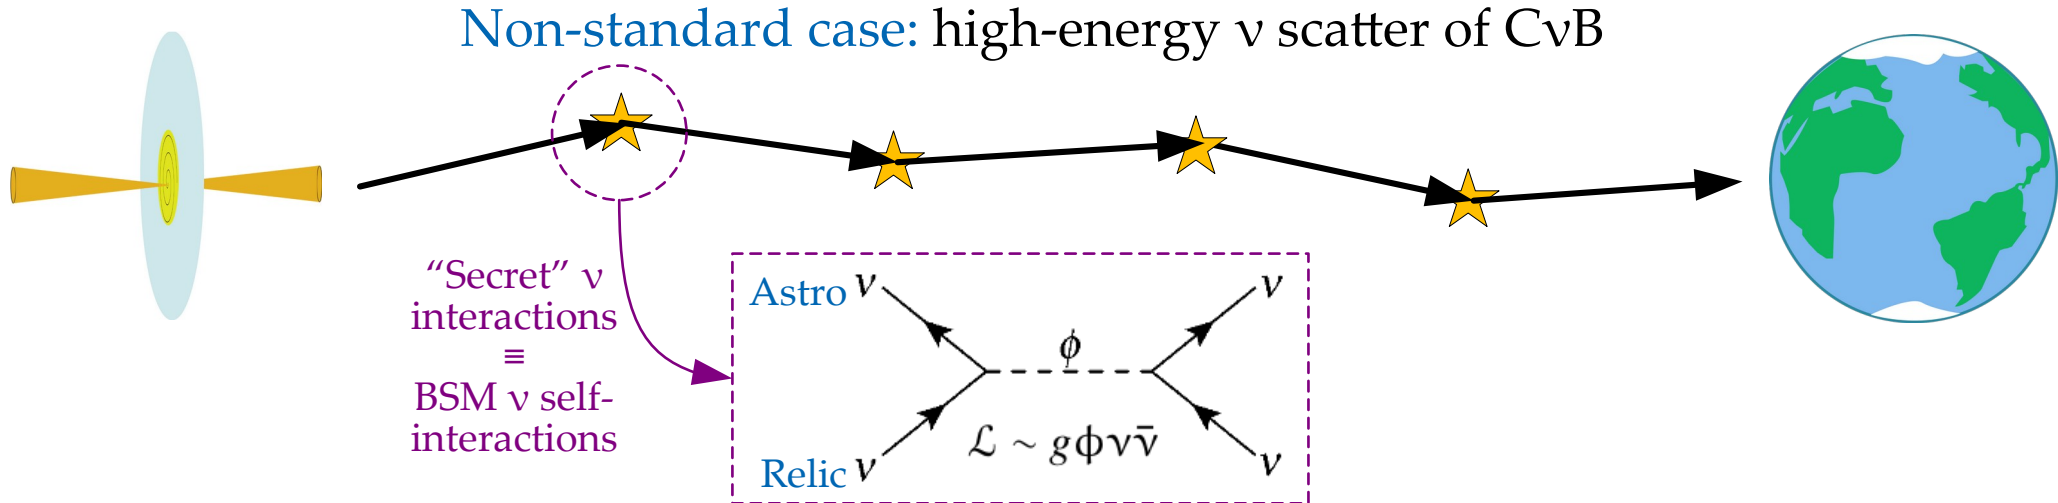 Non-standard case: high-energy ν scatter of CνB
“Secret” ν
interactions
≡
BSM ν self-
interactions
Astro ν
ν
ϕ
ℒ ~ gϕνν̄
Relic ν
ν